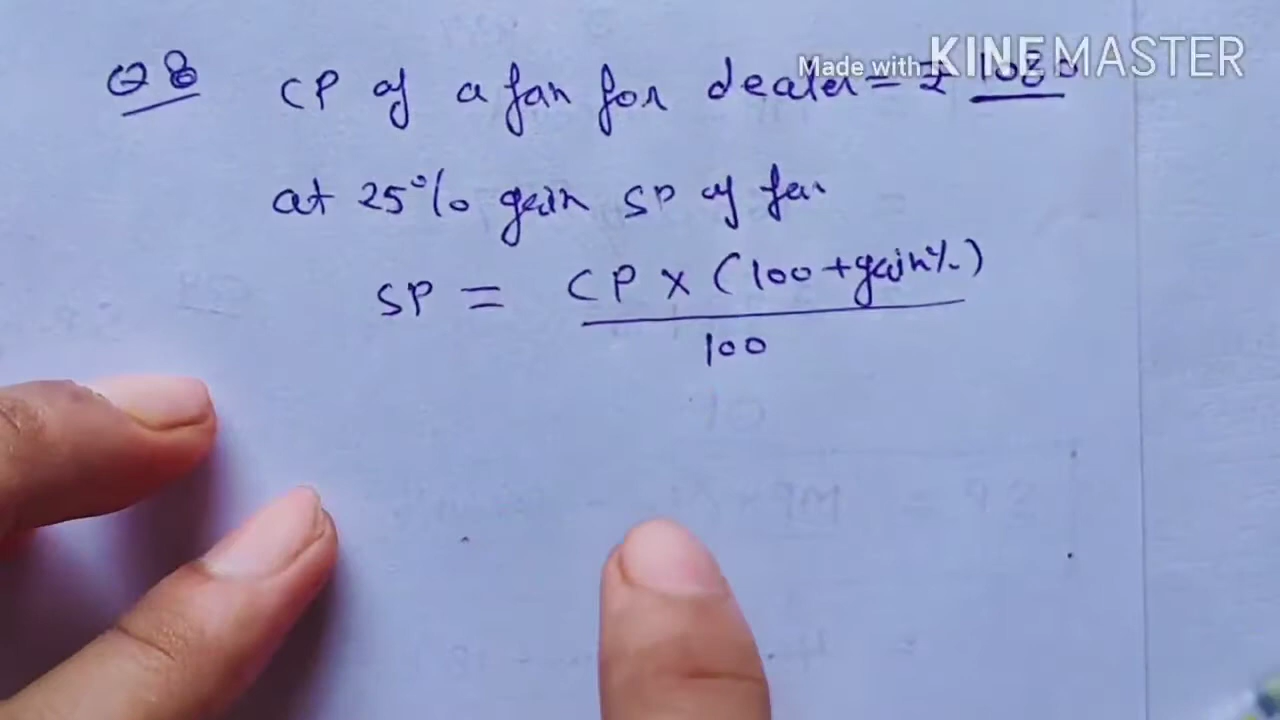 Made with KINEMASTER
Q8 CP of a fan for dealer = ₹ 1080
at 25% gain SP of fan
SP = CP x (100 + gain%)
100